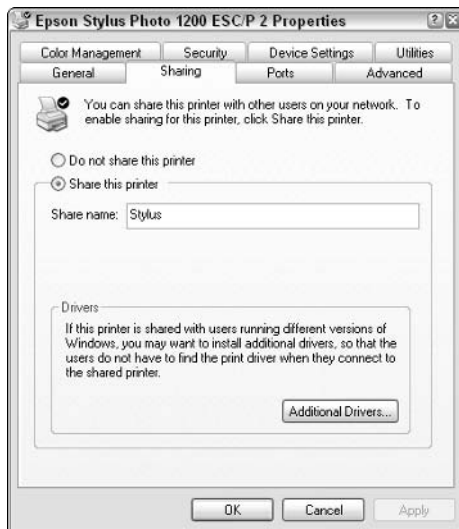 Epson Stylus Photo 1200 ESC/P 2 Properties
Color Management Security Device Settings Utilities
General Sharing Ports Advanced
You can share this printer with other users on your network. To
enable sharing for this printer, click Share this printer.
Do not share this printer
Share this printer
Share name: Stylus
Drivers
If this printer is shared with users running different versions of
Windows, you may want to install additional drivers, so that the
users do not have to find the print driver when they connect to
the shared printer.
Additional Drivers...
OK Cancel Apply